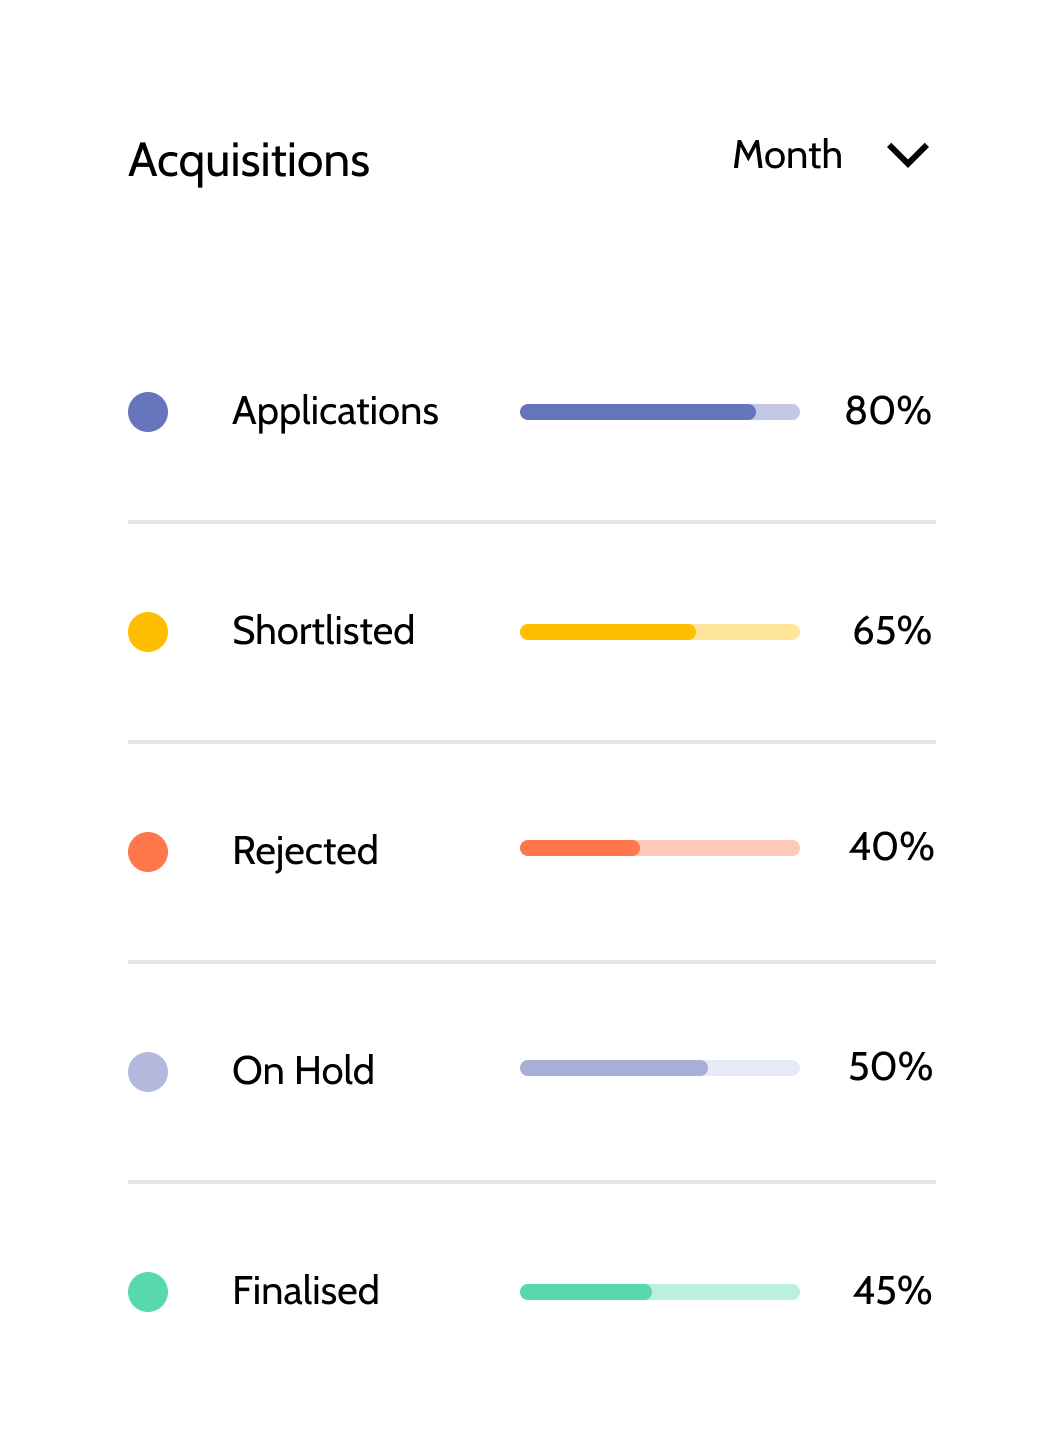 Acquisitions Month
Applications 80%
Shortlisted 65%
Rejected 40%
On Hold 50%
Finalised 45%